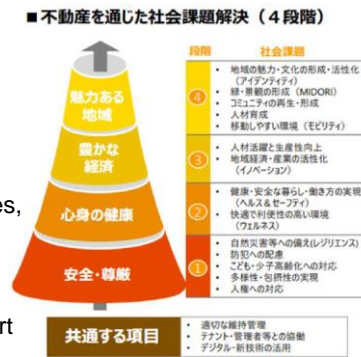 ■不動産を通じた社会課題解決（4段階）
段階 社会課題
魅力ある
地域
豊かな
経済
心身の健康
安全・尊厳
④
・ 地域の魅力・文化の形成・活性化
（アイデンティティ）
・ 緑・景観の形成（MIDORI）
・ コミュニティの再生・形成
・ 人材育成
・ 移動しやすい環境（モビリティ）
③
・ 人材活躍と生産性向上
・ 地域経済・産業の活性化
（イノベーション）
②
・ 健康・安全な暮らし・働き方の実現
（ヘルス＆セーフティ）
・ 快適で利便性の高い環境
（ウェルネス）
①
・ 自然災害等への備え(レジリエンス)
・ 防犯への配慮
・ こども・少子高齢化への対応
・ 多様性・包摂性の実現
・ 人権への対応
共通する項目
・ 適切な維持管理
・ テナント・管理者等との協働
・ デジタル・新技術の活用
es,
rt